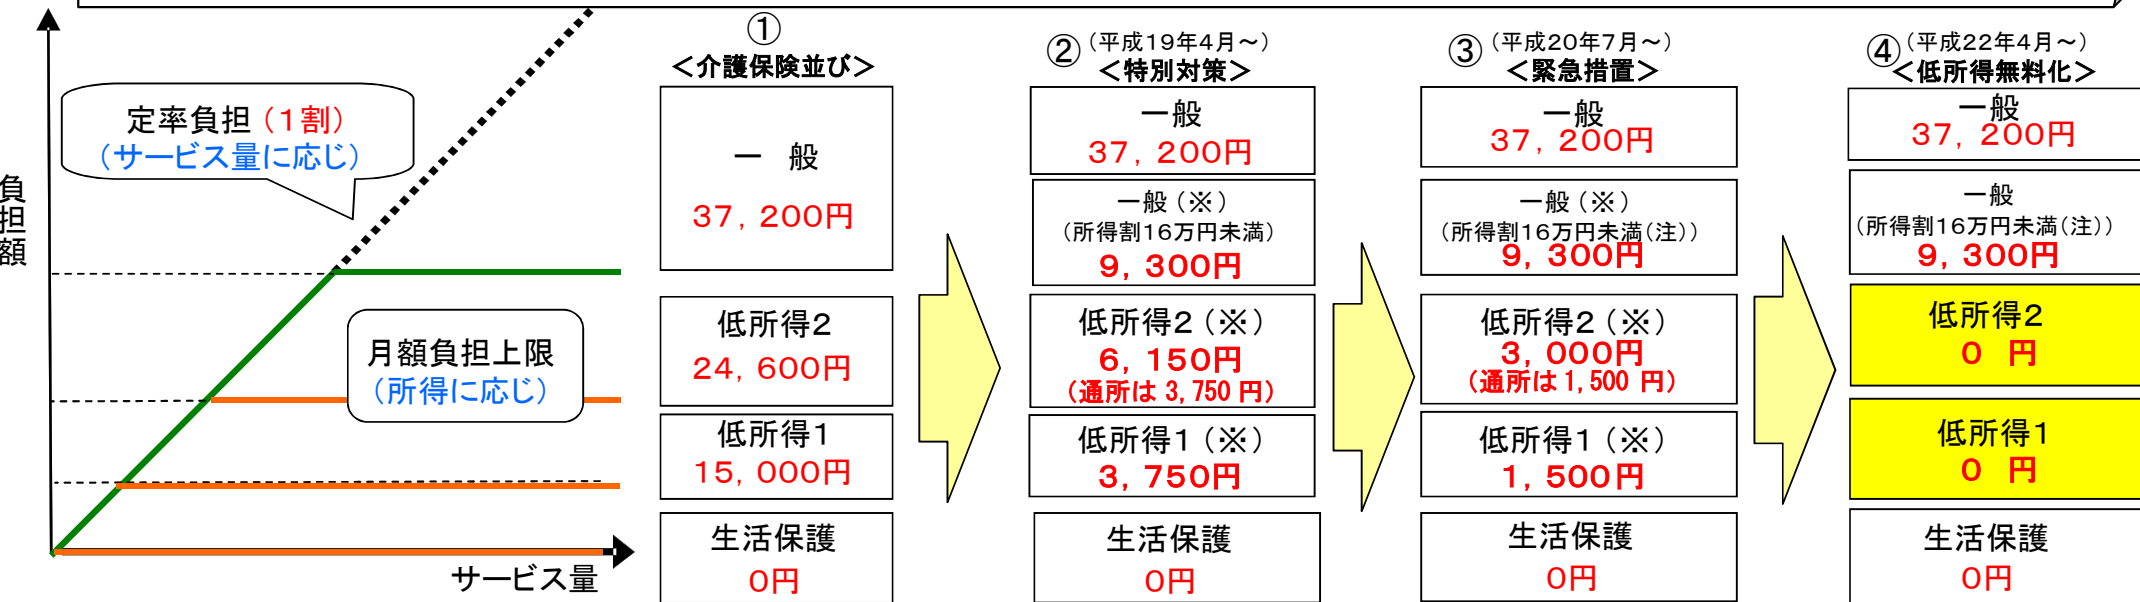 負担額
定率負担（１割）
（サービス量に応じ）
月額負担上限
（所得に応じ）
サービス量
①
＜介護保険並び＞
一　般
37，200円
低所得2
24，600円
低所得1
15，000円
生活保護
0円
②（平成19年4月～）
＜特別対策＞
一般
37，200円
一般（※）
（所得割16万円未満）
9，300円
低所得2（※）
6，150円
（通所は 3,750 円）
低所得1（※）
3，750円
生活保護
0円
③（平成20年7月～）
＜緊急措置＞
一般
37，200円
一般（※）
（所得割16万円未満(注)）
9，300円
低所得2（※）
3，000円
（通所は 1,500 円）
低所得1（※）
1，500円
生活保護
0円
④（平成22年4月～）
＜低所得無料化＞
一般
37，200円
一般
（所得割16万円未満(注)）
9，300円
低所得2
0　円
低所得1
0　円
生活保護
0円